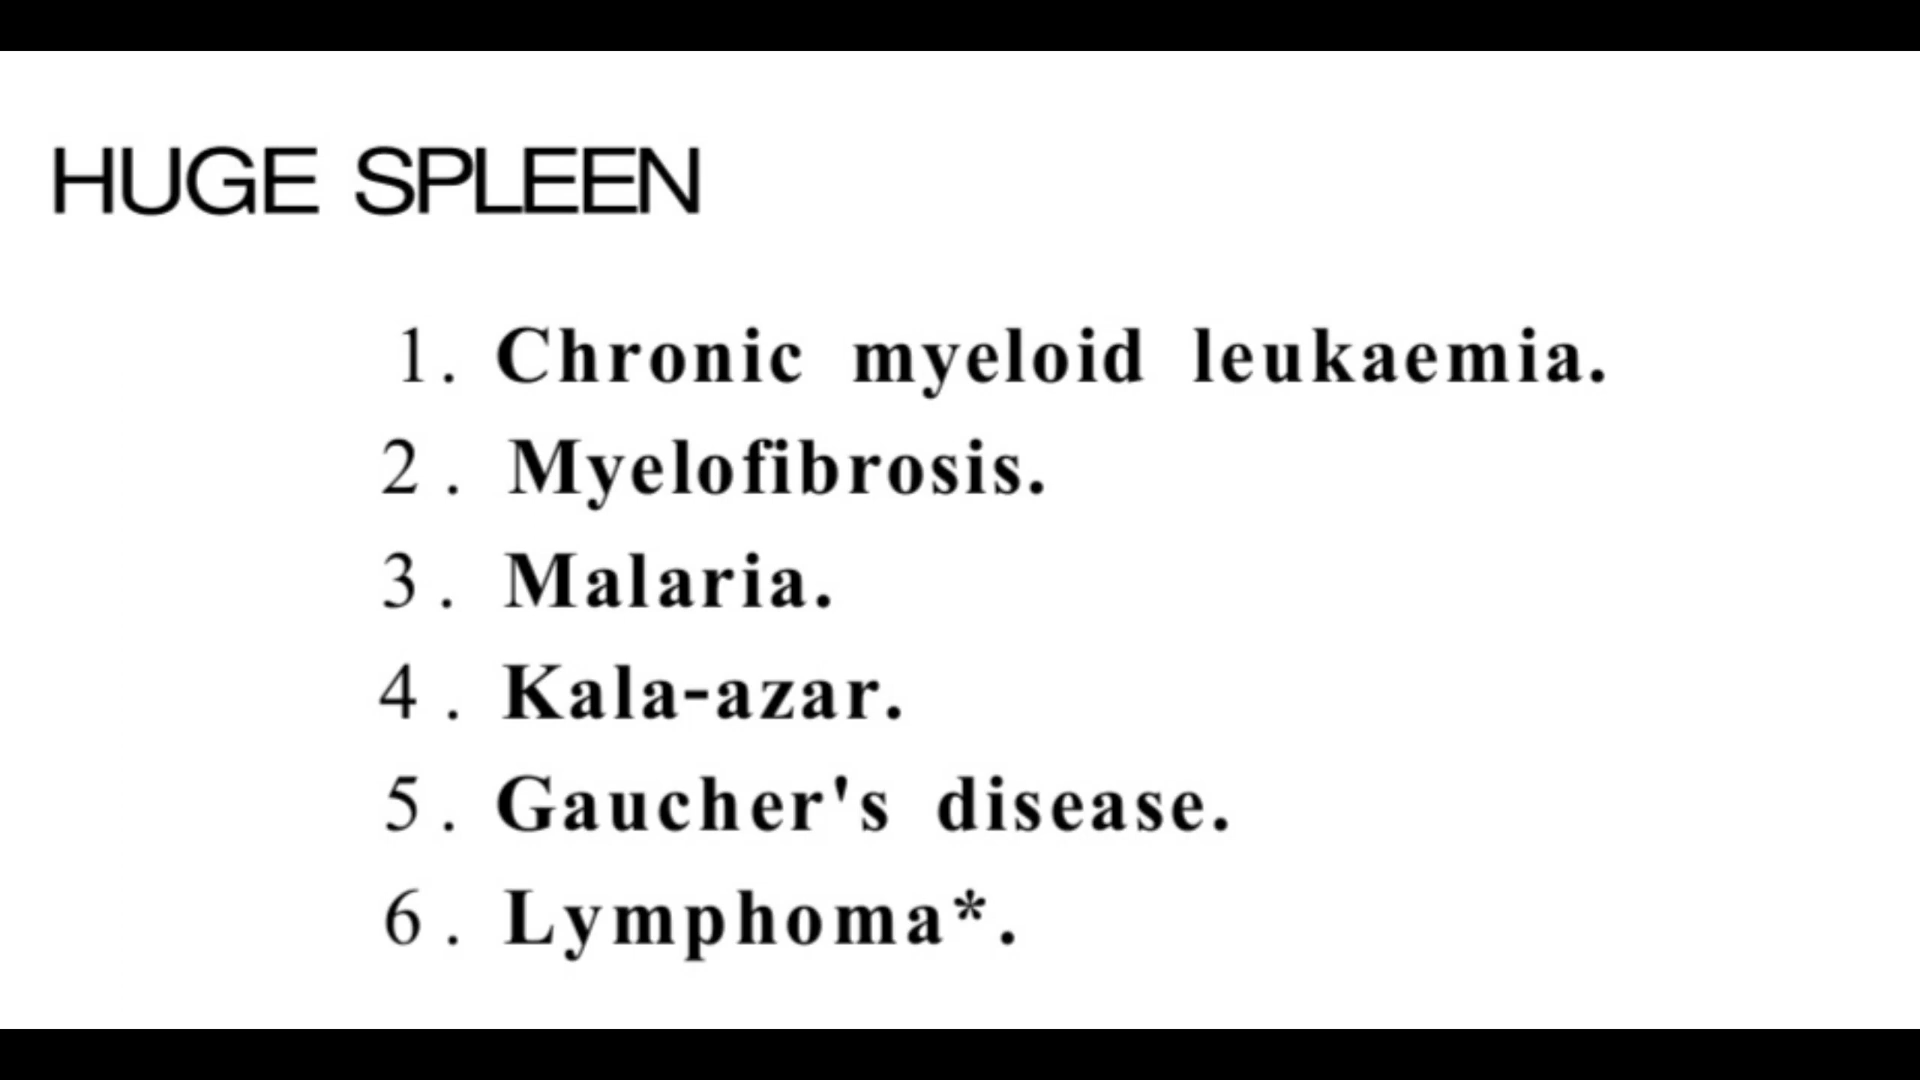 HUGE SPLEEN
1. Chronic myeloid leukaemia.
2. Myelofibrosis.
3. Malaria.
4. Kala-azar.
5. Gaucher's disease.
6. Lymphoma*.